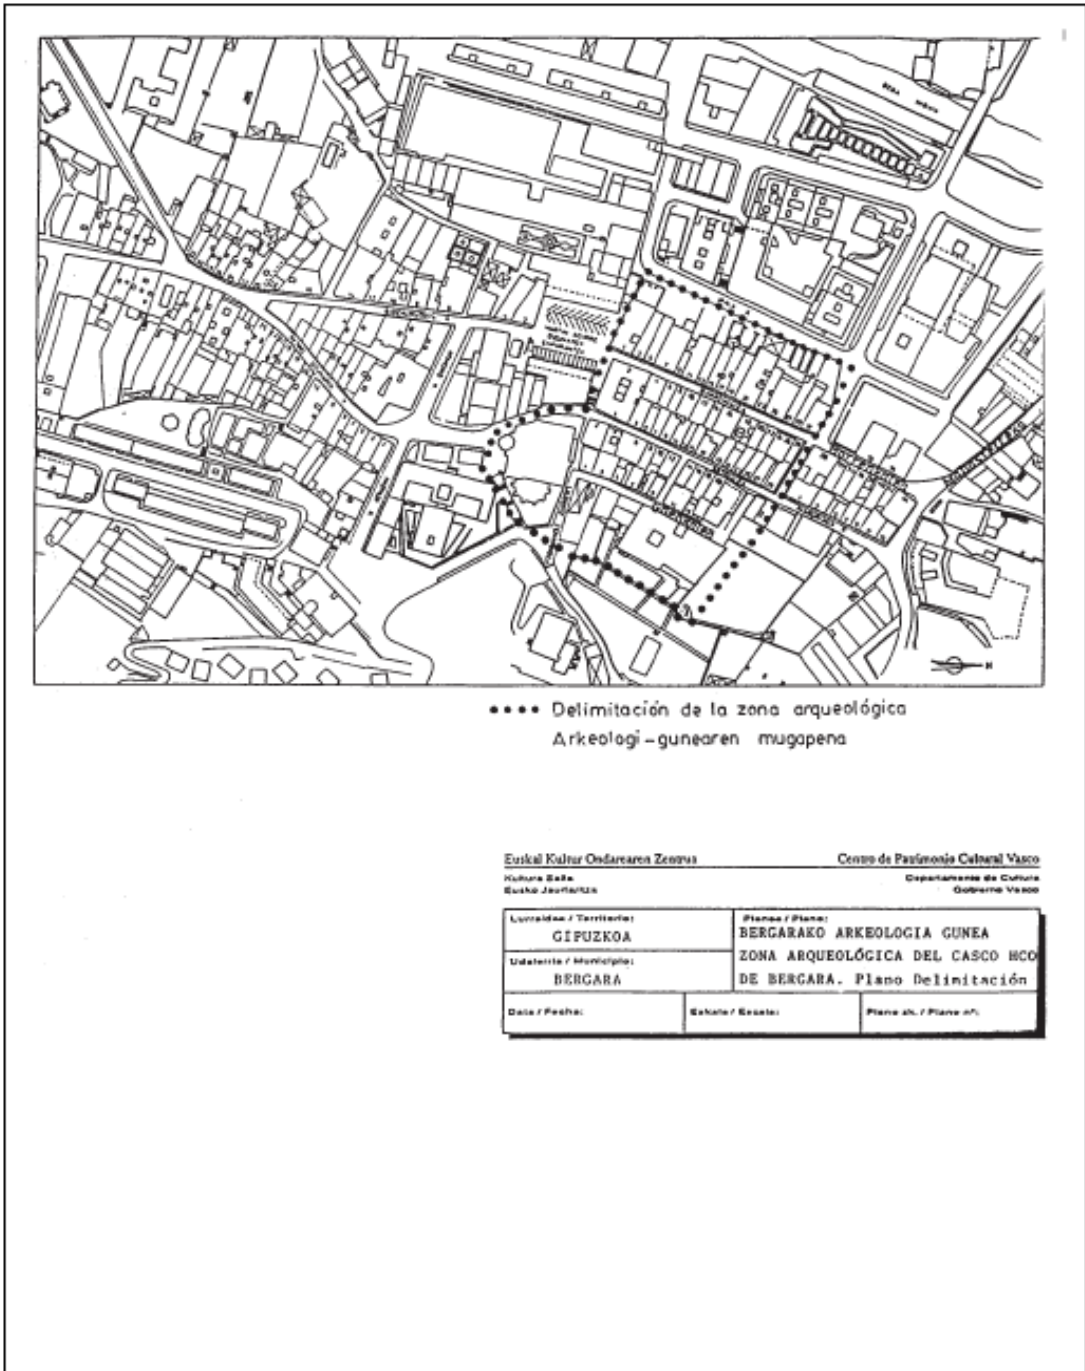 N
•••• Delimitación de la zona arqueológica
Arkeologi-gunearen mugapena
Euskal Kultur Ondarearen Zentrua
Centro de Patrimonio Cultural Vasco
Kultura Saila
Eusko Jaurlaritza
Departamento de Cultura
Gobierno Vasco
Lurraldea / Territorio:
GIPUZKOA
Udalerria / Municipio:
BERGARA
Planoa / Plano:
BERGARAKO ARKEOLOGIA GUNEA
ZONA ARQUEOLÓGICA DEL CASCO HCO
DE BERGARA. Plano Delimitación
Data / Fecha:
Eskala / Escala:
Plano zk. / Plano nº: